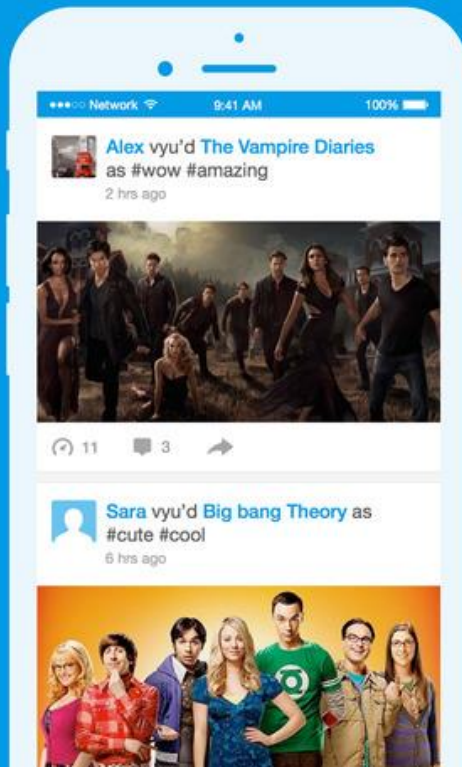 Network 9:41 AM 100%
Alex vyu'd The Vampire Diaries
as #wow #amazing
2 hrs ago
11 3
Sara vyu'd Big bang Theory as
#cute #cool
6 hrs ago